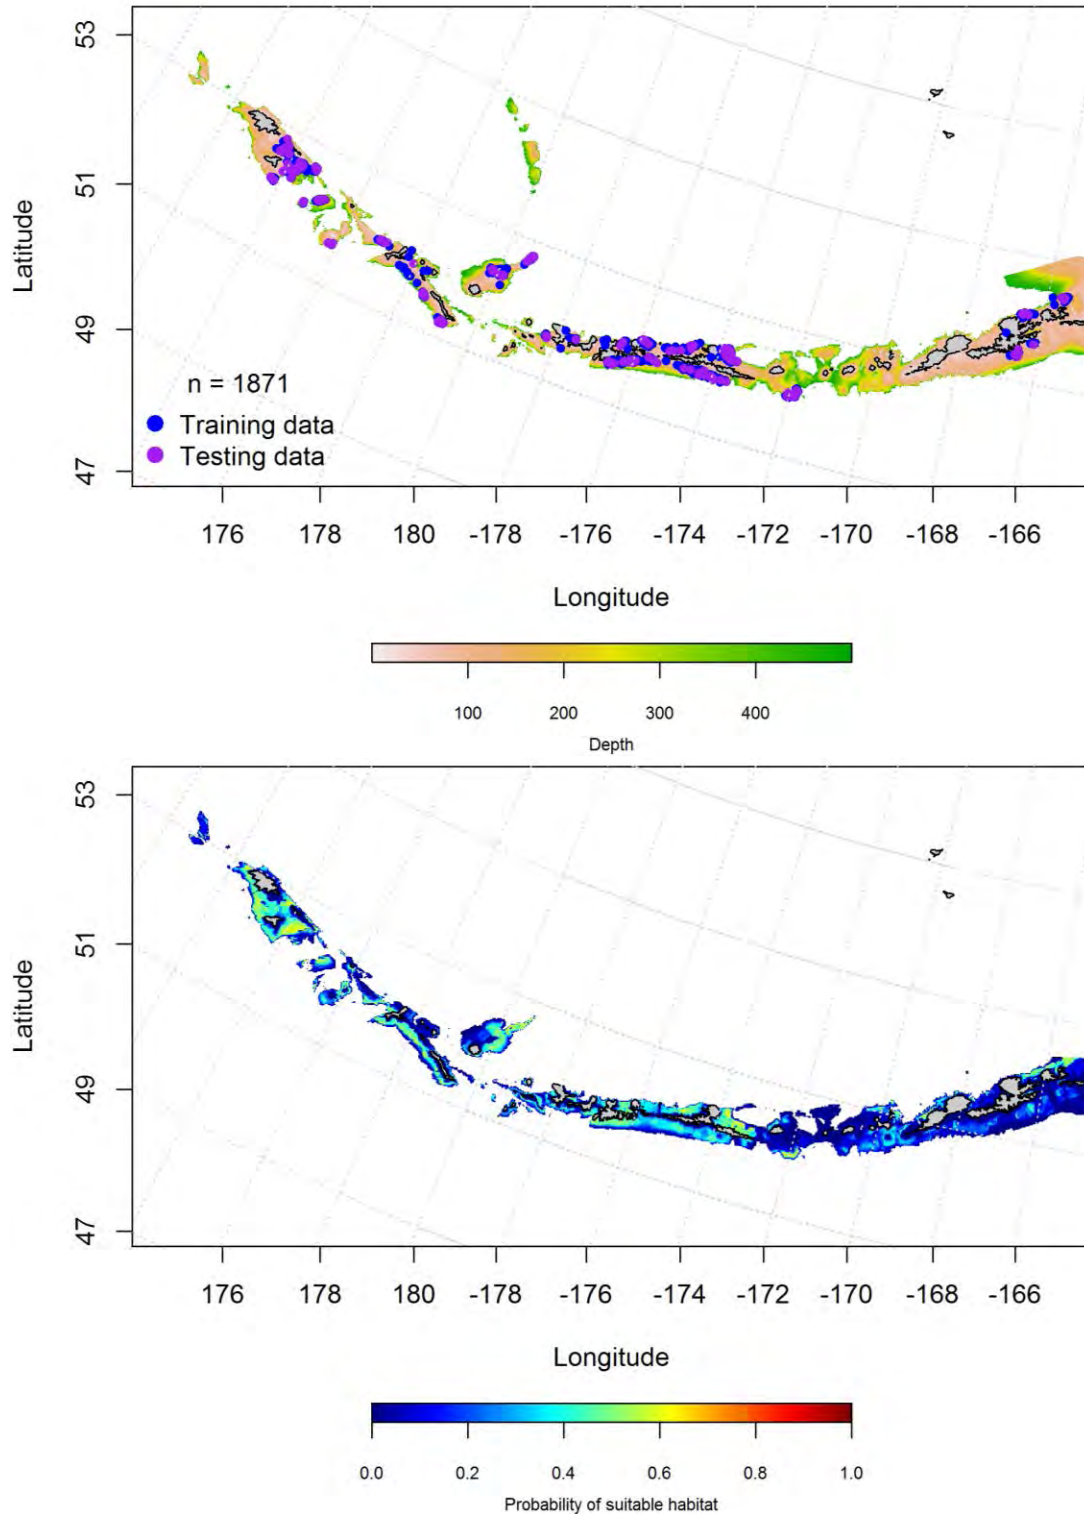 53
51
49
47
Latitude
n = 1871
Training data
Testing data
176 178 180 -178 -176 -174 -172 -170 -168 -166
Longitude
100 200 300 400
Depth
53
51
49
47
Latitude
176 178 180 -178 -176 -174 -172 -170 -168 -166
Longitude
0.0 0.2 0.4 0.6 0.8 1.0
Probability of suitable habitat